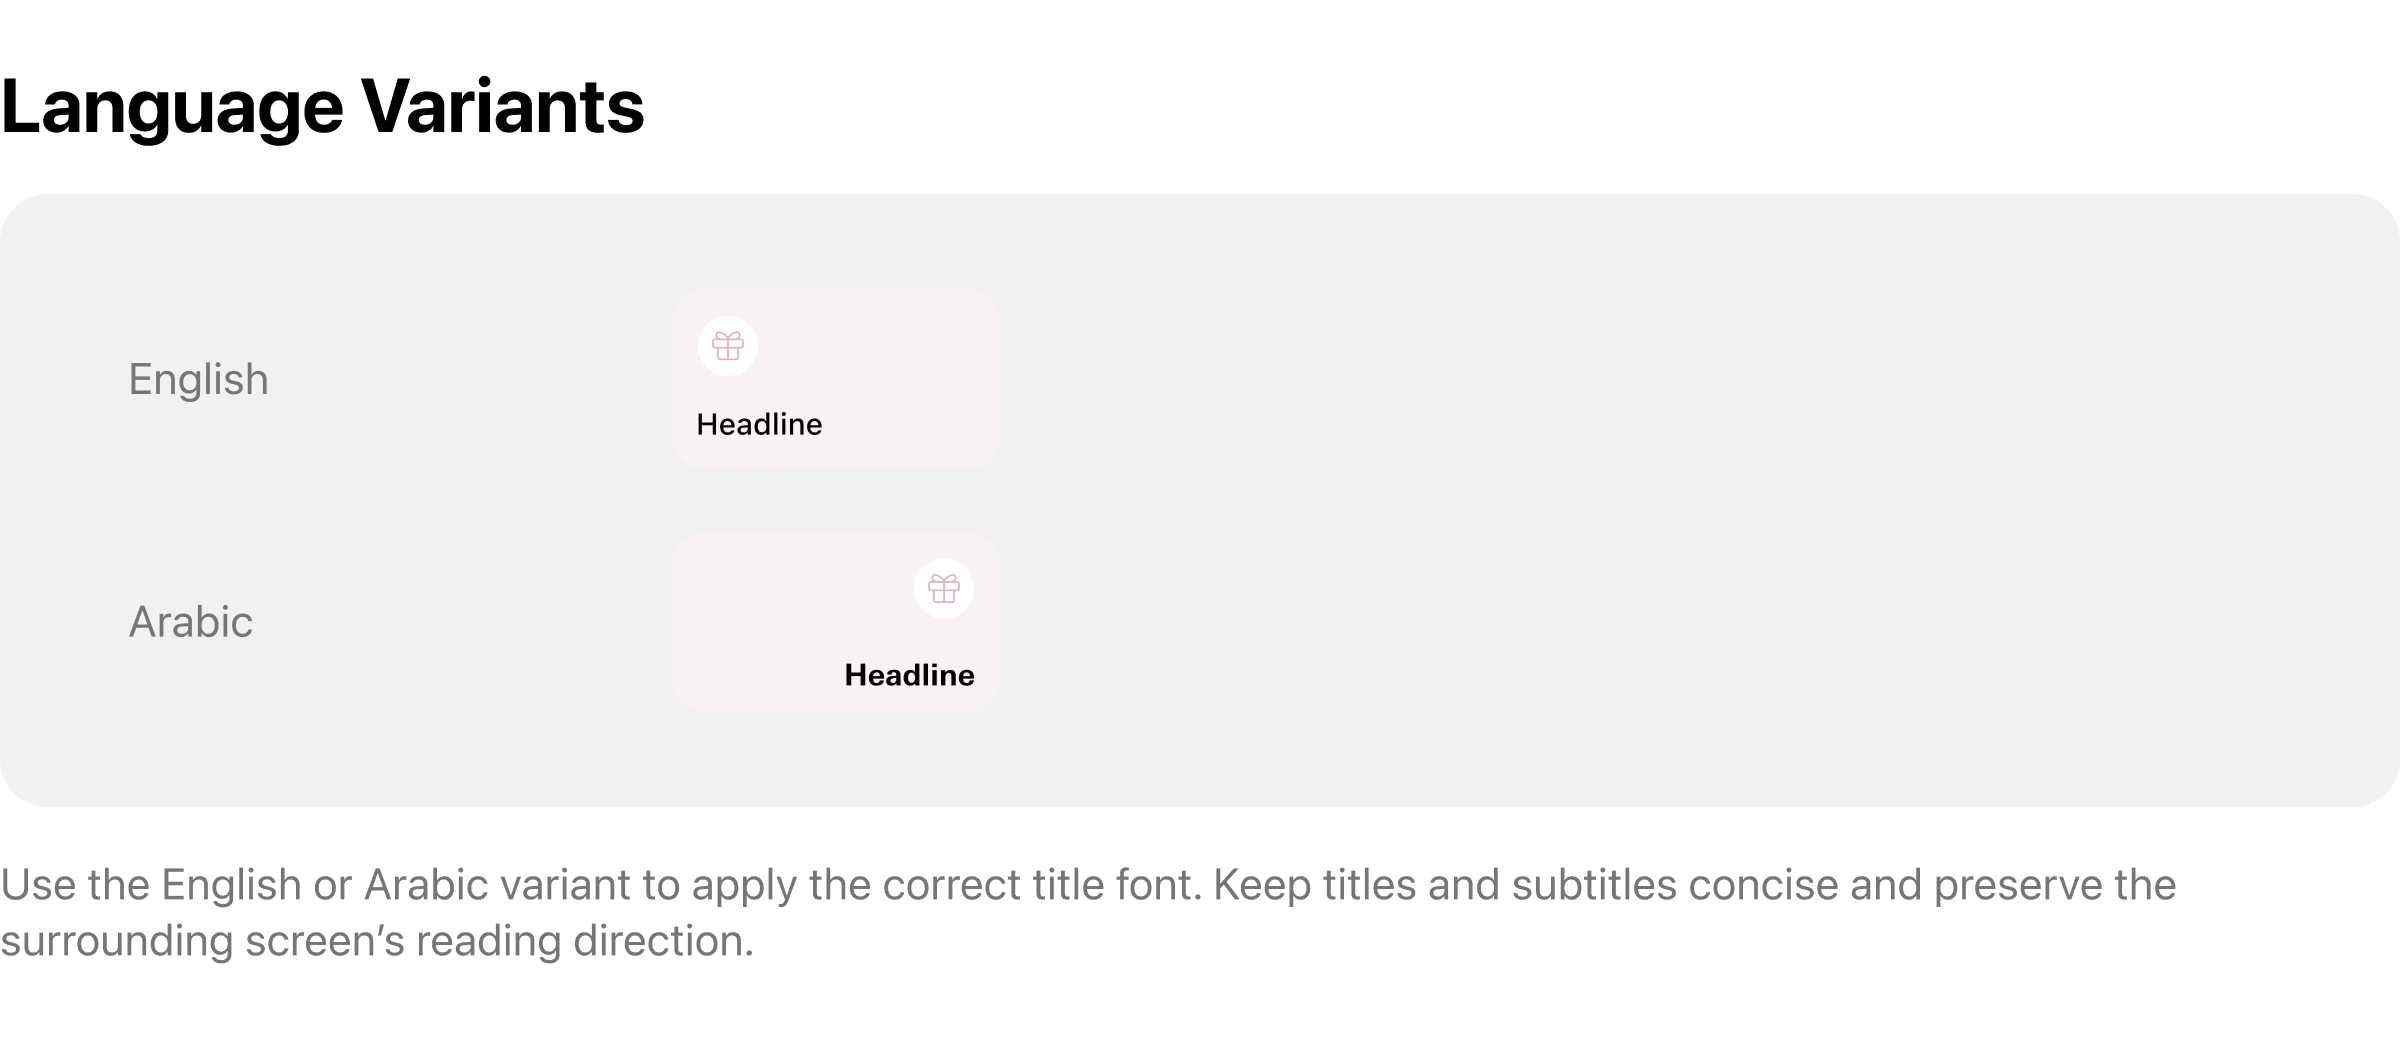 Language Variants
English
Headline
Arabic
Headline
Use the English or Arabic variant to apply the correct title font. Keep titles and subtitles concise and preserve the
surrounding screen’s reading direction.